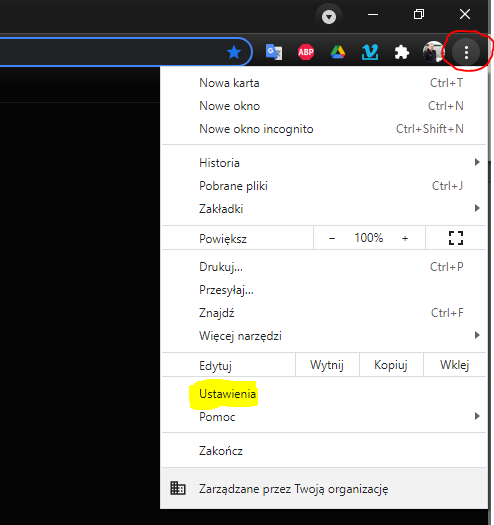 ABP
Nowa karta Ctrl+T
Nowe okno Ctrl+N
Nowe okno incognito Ctrl+Shift+N
Historia
Pobrane pliki Ctrl+J
Zakładki
Powiększ − 100% +
Drukuj... Ctrl+P
Przesyłaj...
Znajdź Ctrl+F
Więcej narzędzi
Edytuj Wytnij Kopiuj Wklej
Ustawienia
Pomoc
Zakończ
Zarządzane przez Twoją organizację